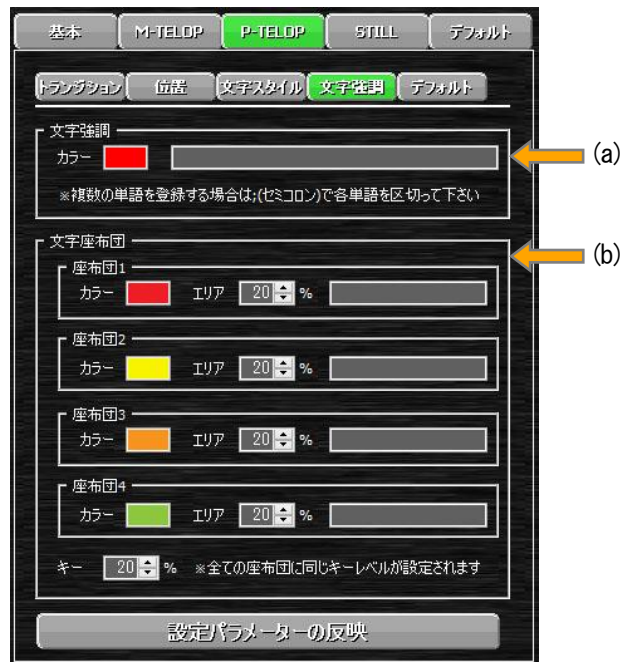 基本 M-TELOP P-TELOP STILL デフォルト
トランジション 位置 文字スタイル 文字強調 デフォルト
文字強調
カラー
(a)
※複数の単語を登録する場合は;(セミコロン)で各単語を区切って下さい
文字座布団
(b)
座布団1
カラー エリア 20 %
座布団2
カラー エリア 20 %
座布団3
カラー エリア 20 %
座布団4
カラー エリア 20 %
キー 20 % ※全ての座布団に同じキーレベルが設定されます
設定パラメーターの反映